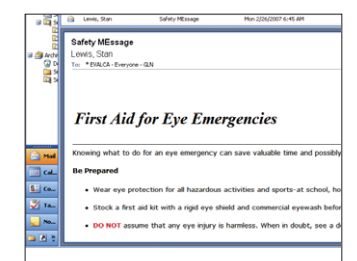 Lewis, Stan Safety MEssage Mon 2/26/2007 6:45 AM
Safety MEssage
Lewis, Stan
To: * EVALCA - Everyone - GLN
First Aid for Eye Emergencies
Knowing what to do for an eye emergency can save valuable time and possibly
Be Prepared
• Wear eye protection for all hazardous activities and sports-at school, ho
• Stock a first aid kit with a rigid eye shield and commercial eyewash befor
• DO NOT assume that any eye injury is harmless. When in doubt, see a d
Archi
Mail
Cal...
Co...
Ta...
No...